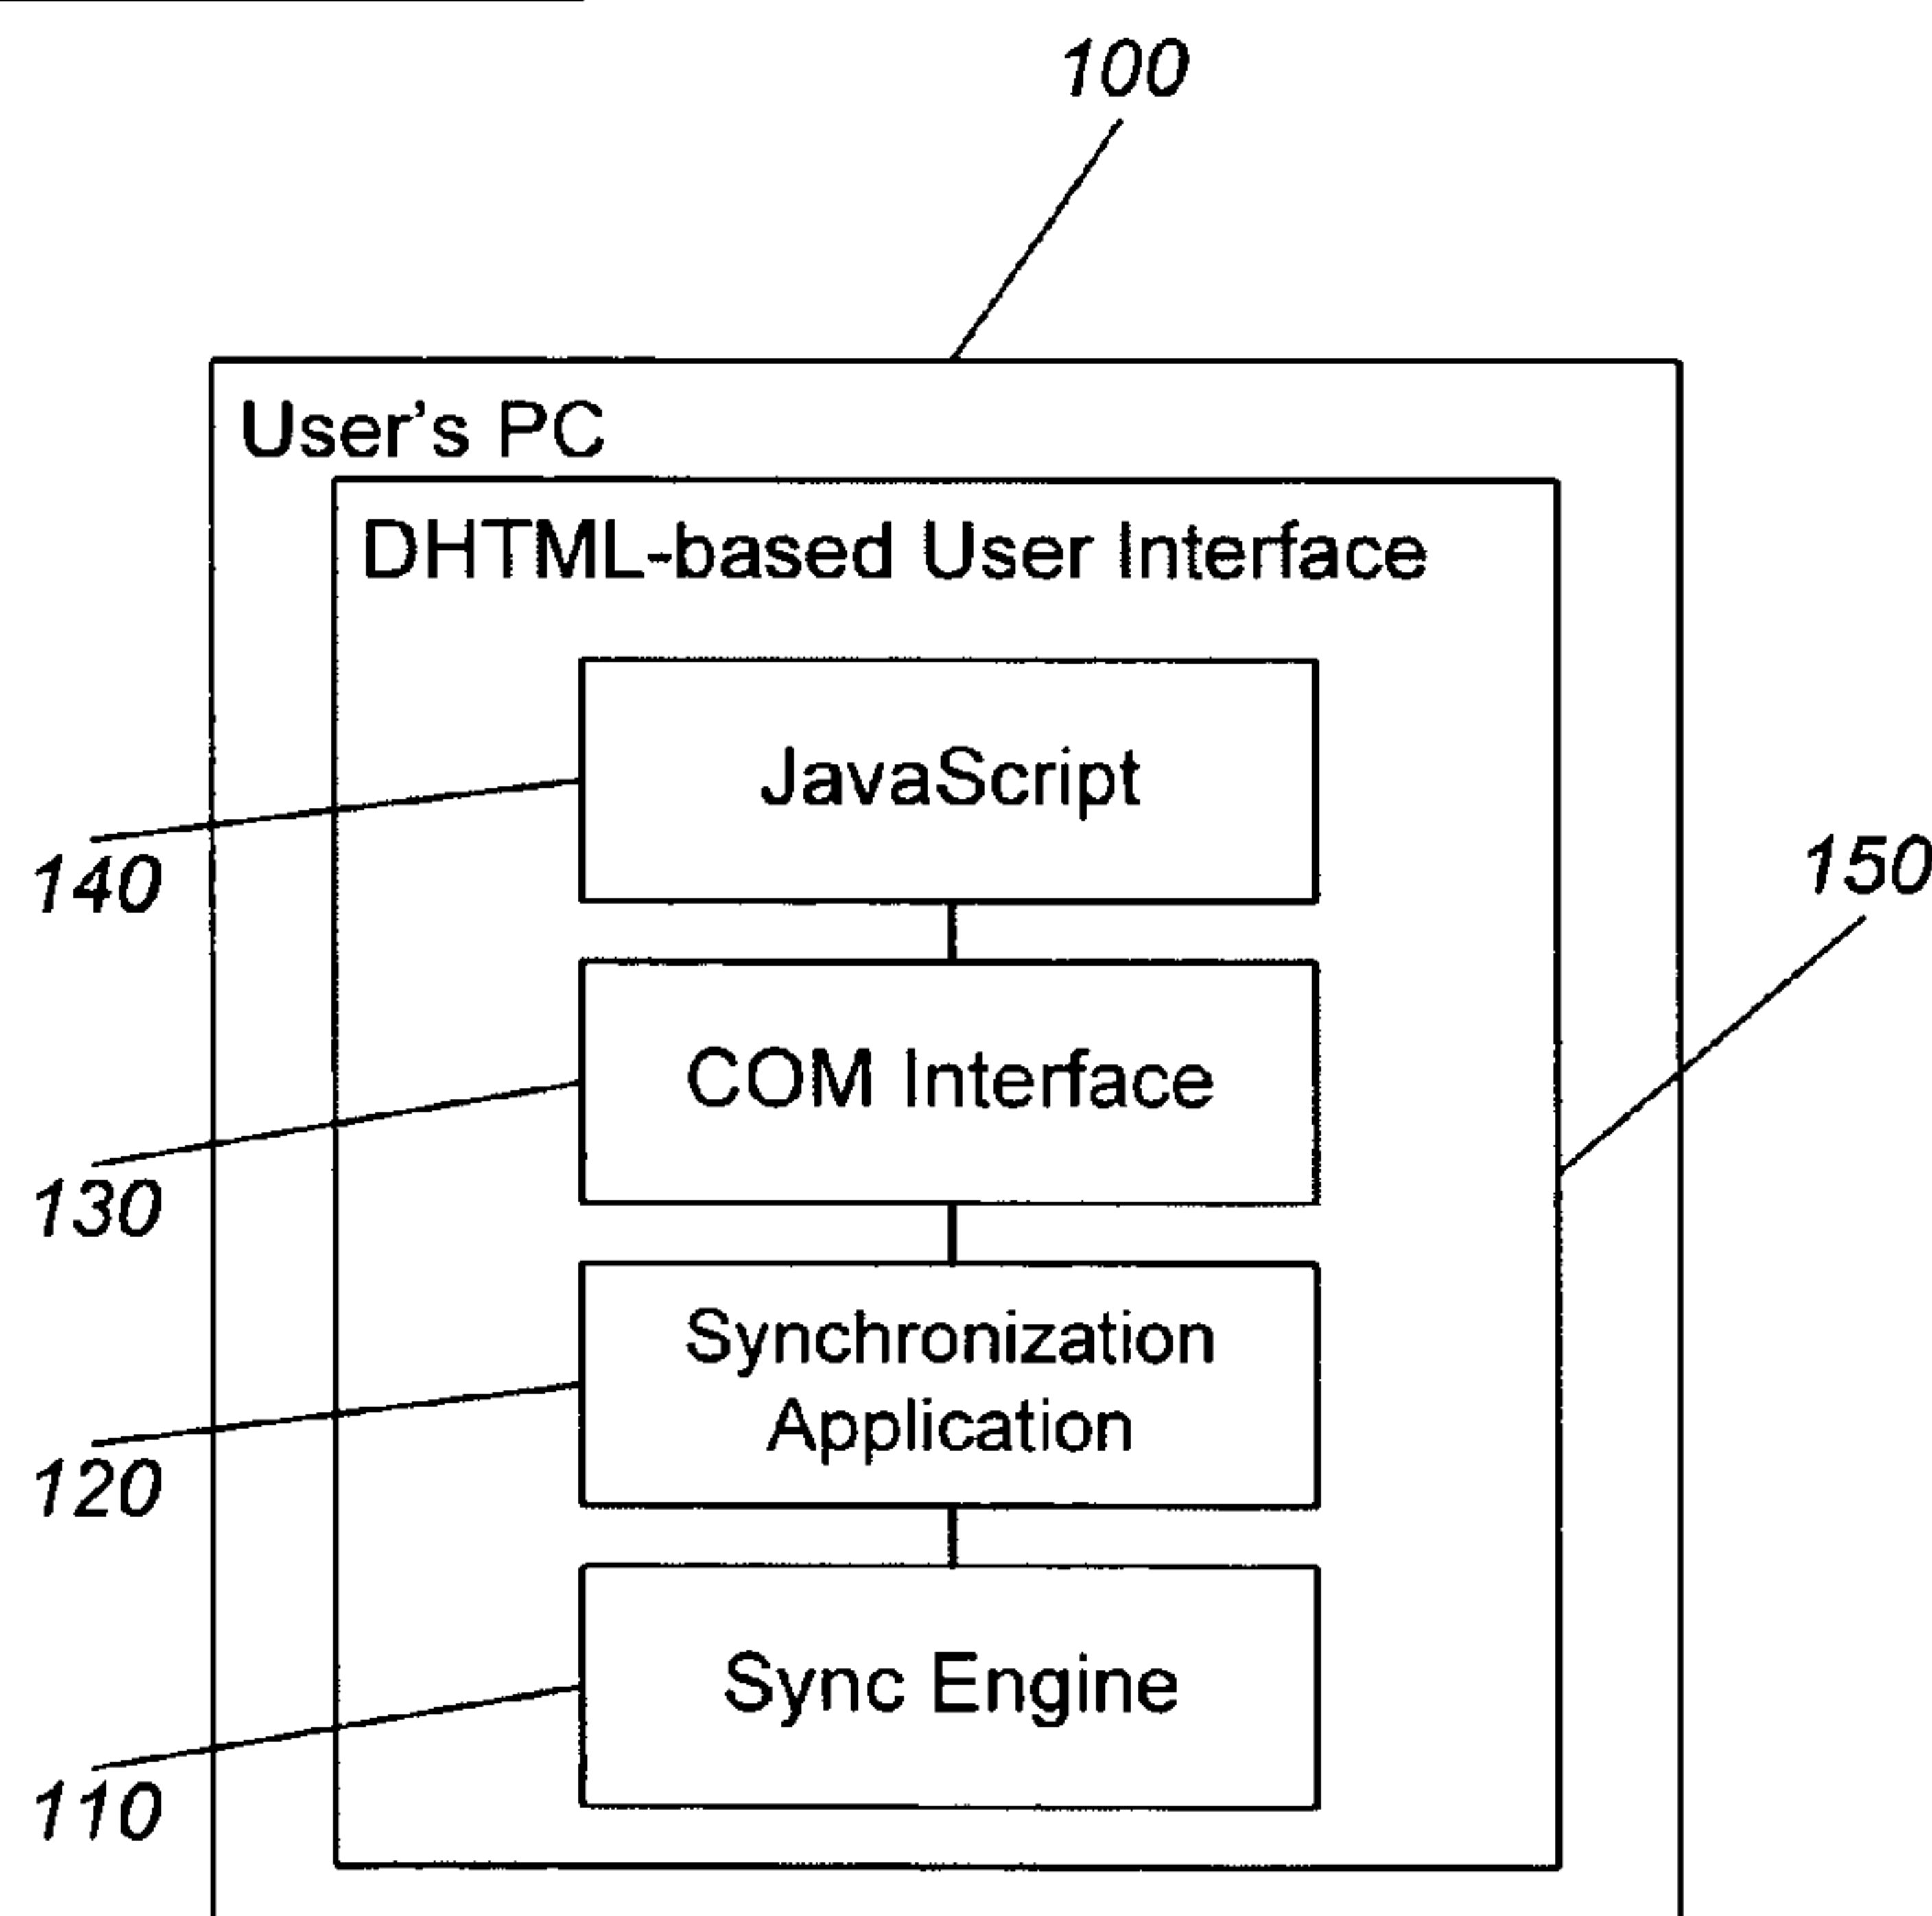 100
User's PC
DHTML-based User Interface
JavaScript
140
150
COM Interface
130
Synchronization
Application
120
Sync Engine
110